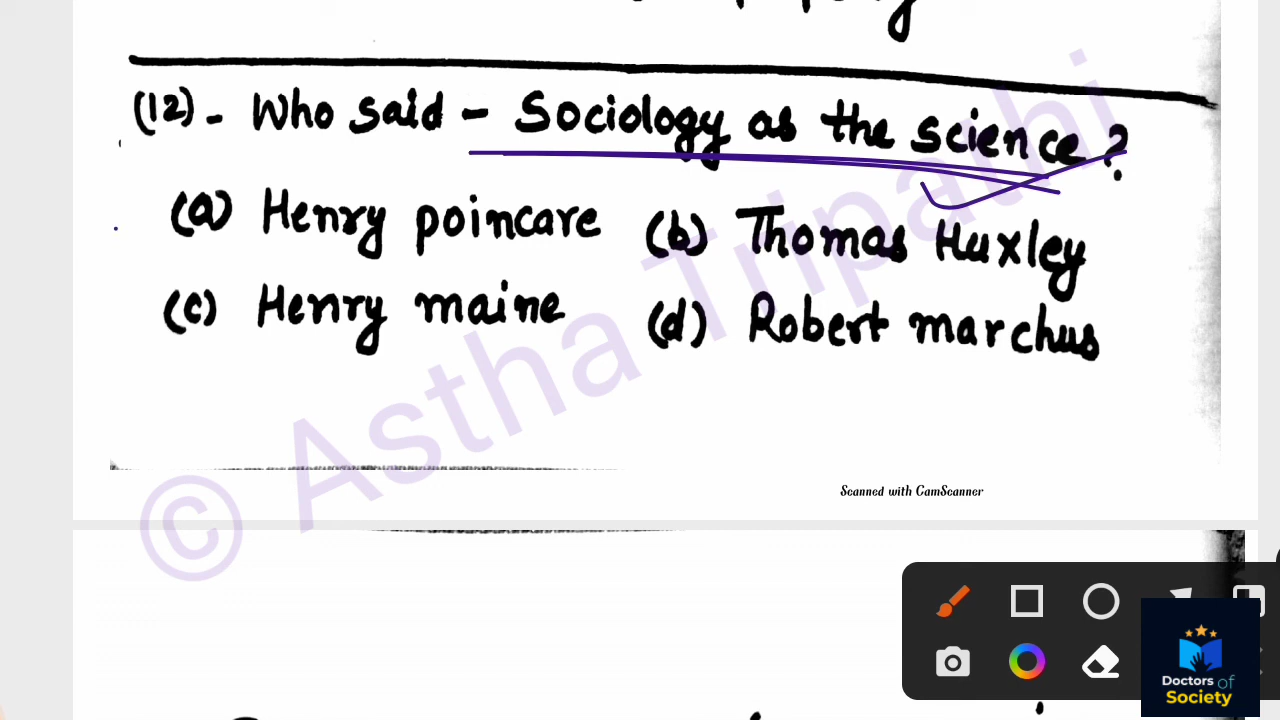 (12). Who said - Sociology as the science ?
(a) Henry poincare (b) Thomas Huxley
(c) Henry maine (d) Robert marchus
© Astha Tripathi
Scanned with CamScanner
Doctors of
Society